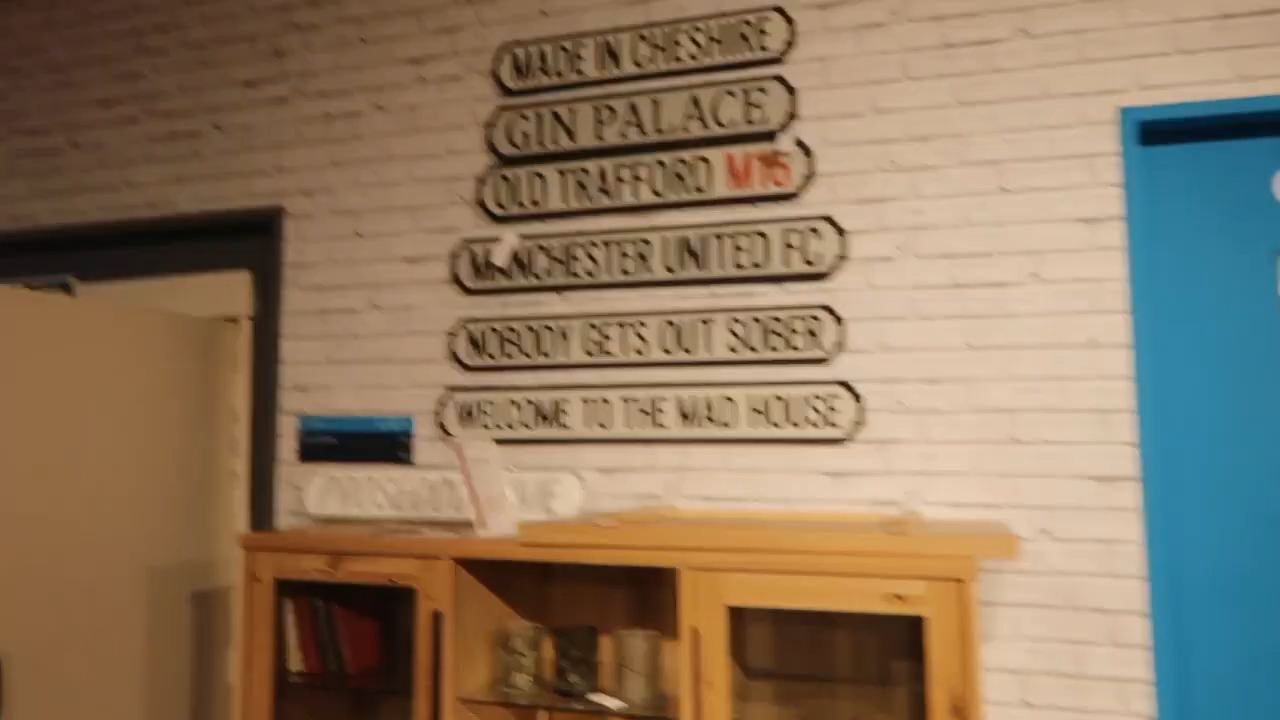 MADE IN CHESHIRE
GIN PALACE
OLD TRAFFORD M15
MANCHESTER UNITED FC
NOBODY GETS OUT SOBER
WELCOME TO THE MAD HOUSE